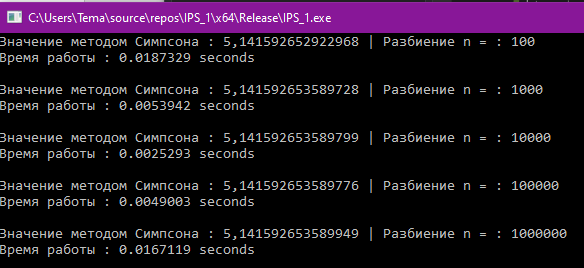 C:\Users\Tema\source\repos\IPS_1\x64\Release\IPS_1.exe
Значение методом Симпсона : 5,141592652922968 | Разбиение n = : 100
Время работы : 0.0187329 seconds
Значение методом Симпсона : 5,141592653589728 | Разбиение n = : 1000
Время работы : 0.0053942 seconds
Значение методом Симпсона : 5,141592653589799 | Разбиение n = : 10000
Время работы : 0.0025293 seconds
Значение методом Симпсона : 5,141592653589776 | Разбиение n = : 100000
Время работы : 0.0049003 seconds
Значение методом Симпсона : 5,141592653589949 | Разбиение n = : 1000000
Время работы : 0.0167119 seconds